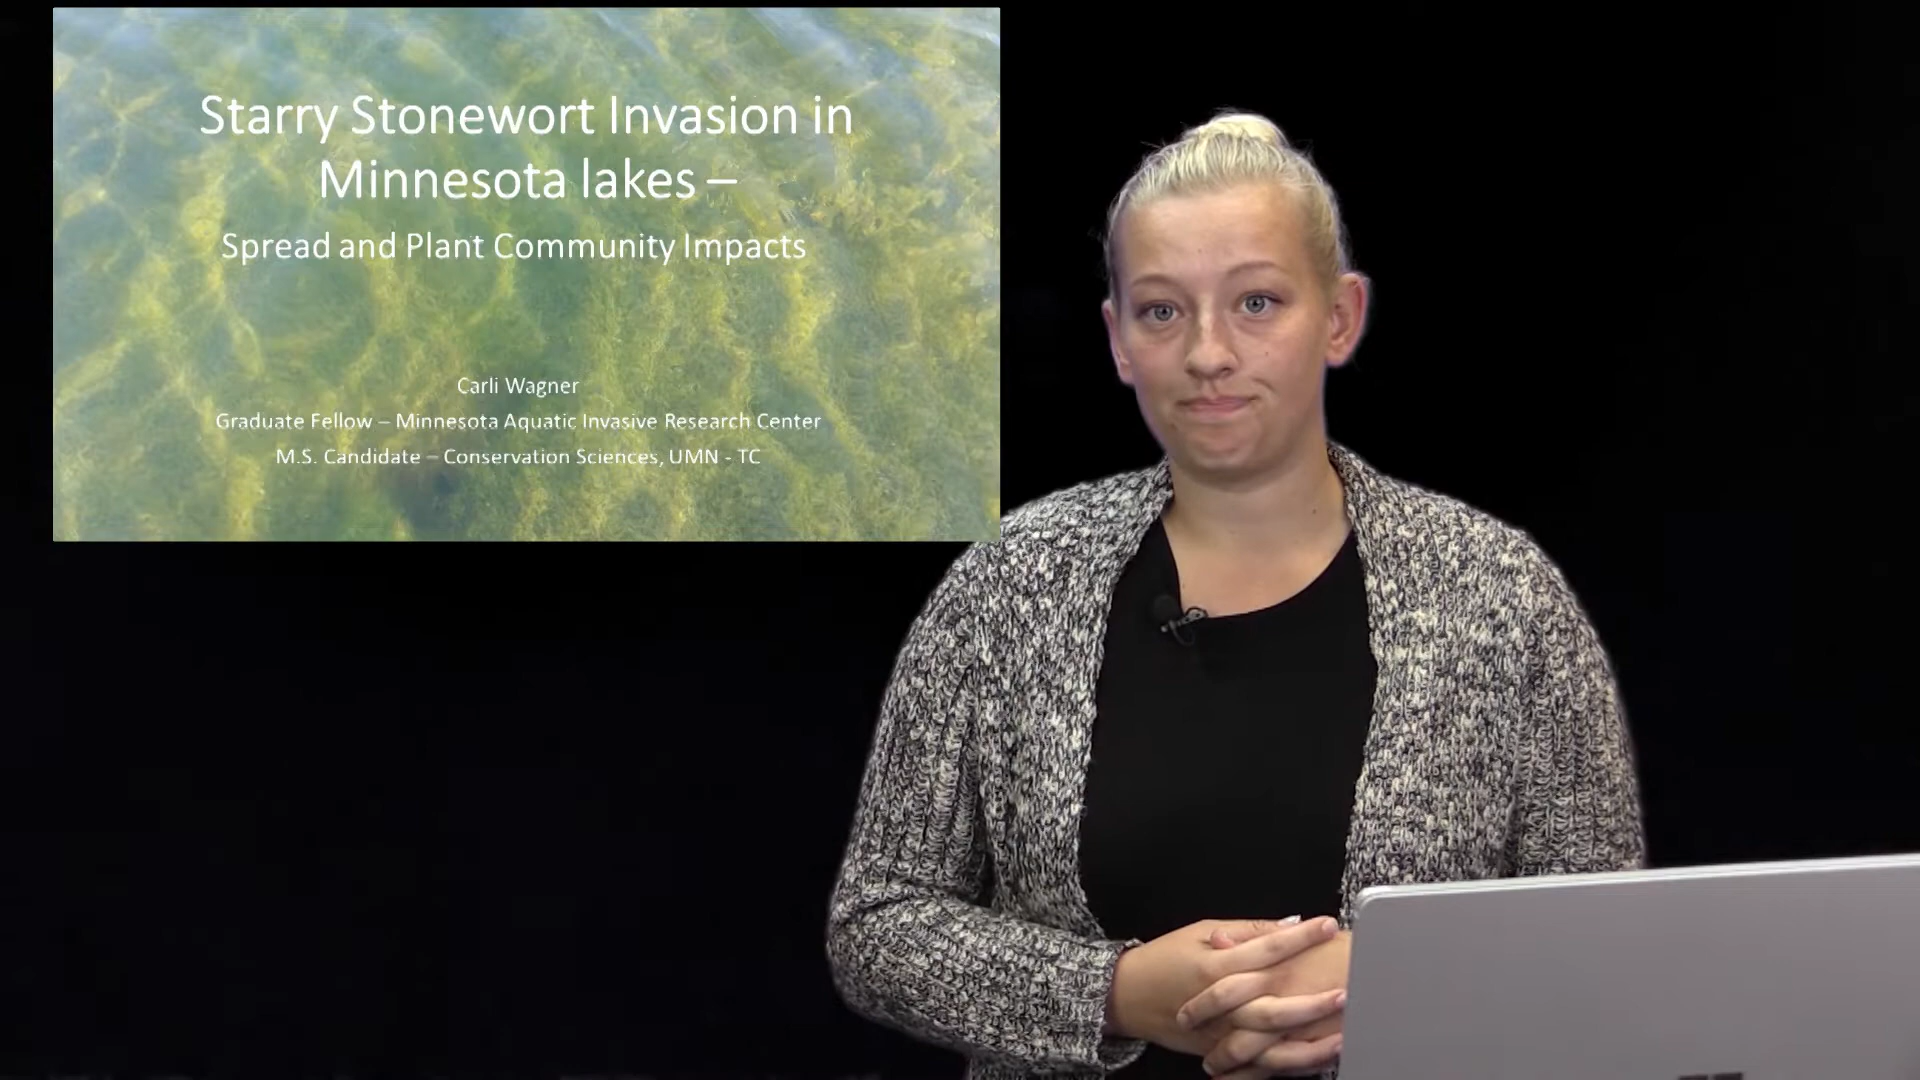 Starry Stonewort Invasion in
Minnesota lakes –
Spread and Plant Community Impacts
Carli Wagner
Graduate Fellow – Minnesota Aquatic Invasive Research Center
M.S. Candidate – Conservation Sciences, UMN - TC